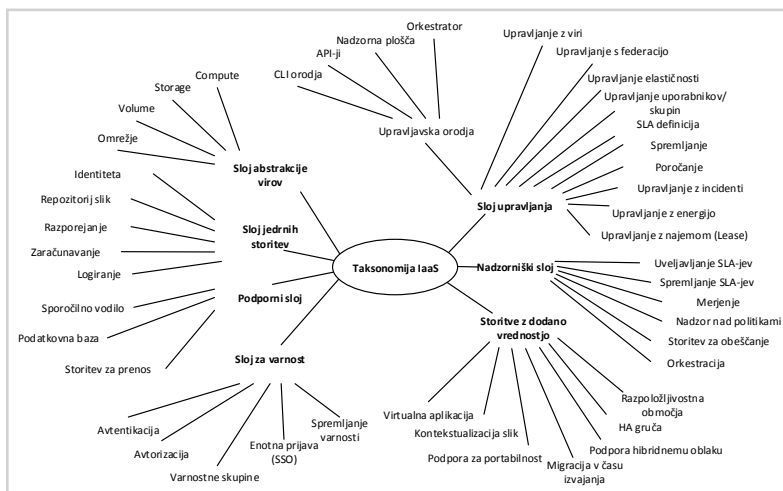 Orkestrator
Nadzorna plošča
API-ji
CLI orodja
Upravljavska orodja
Compute
Storage
Volume
Omrežje
Sloj abstrakcije
virov
Identiteta
Repozitorij slik
Razporejanje
Zaračunavanje
Logiranje
Sloj jedrnih
storitev
Sporočilno vodilo
Podatkovna baza
Storitev za prenos
Podporni sloj
Sloj za varnost
Avtentikacija
Avtorizacija
Varnostne skupine
Enotna prijava
(SSO)
Spremljanje
varnosti
Taksonomija IaaS
Upravljanje z viri
Upravljanje s federacijo
Upravljanje elastičnosti
Upravljanje uporabnikov/
skupin
SLA definicija
Spremljanje
Poročanje
Upravljanje z incidenti
Upravljanje z energijo
Upravljanje z najemom (Lease)
Sloj upravljanja
Nadzorniški sloj
Uveljavljanje SLA-jev
Spremljanje SLA-jev
Merjenje
Nadzor nad politikami
Storitev za obeščanje
Orkestracija
Storitve z dodano
vrednostjo
Virtualna aplikacija
Kontekstualizacija slik
Podpora za portabilnost
Migracija v času
izvajanja
Podpora hibridnemu oblaku
HA gruča
Razpoložljivostna
območja